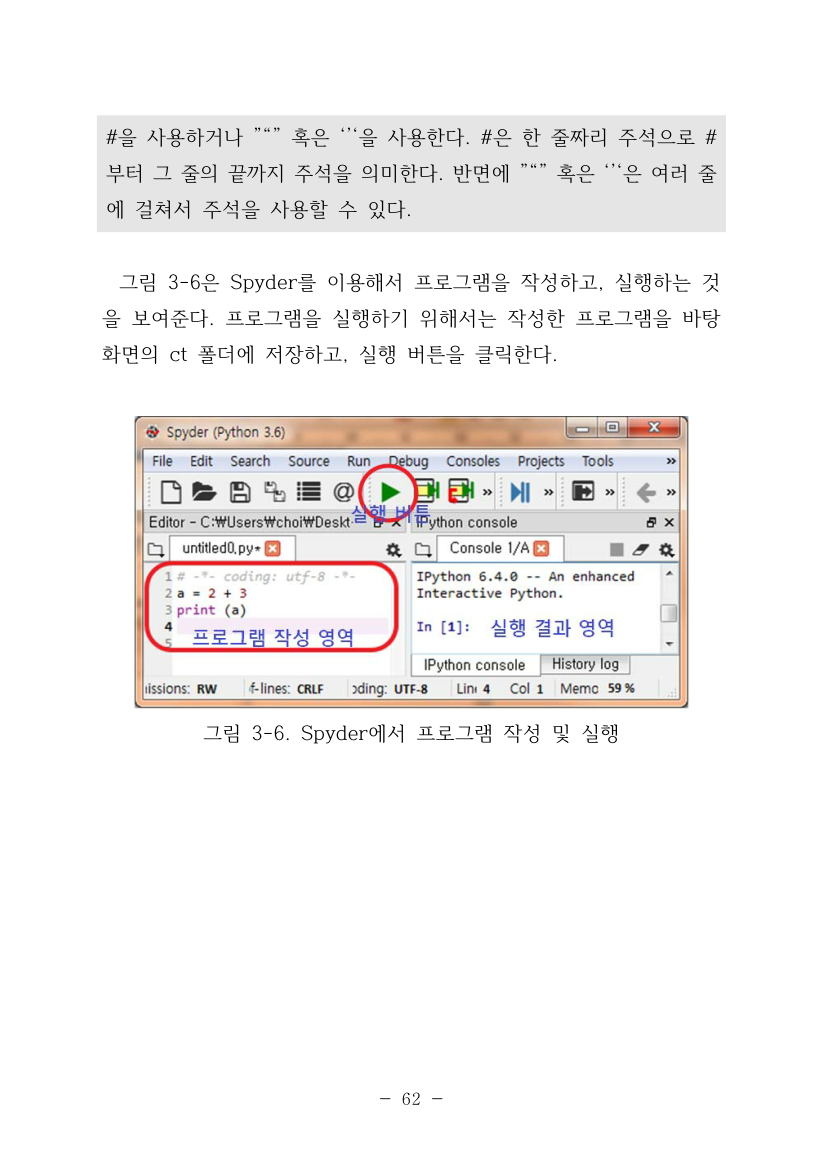 #을 사용하거나 ”“” 혹은 ‘’‘을 사용한다. #은 한 줄짜리 주석으로 #
부터 그 줄의 끝까지 주석을 의미한다. 반면에 ”“” 혹은 ‘’‘은 여러 줄
에 걸쳐서 주석을 사용할 수 있다.
그림 3-6은 Spyder를 이용해서 프로그램을 작성하고, 실행하는 것
을 보여준다. 프로그램을 실행하기 위해서는 작성한 프로그램을 바탕
화면의 ct 폴더에 저장하고, 실행 버튼을 클릭한다.
Spyder (Python 3.6)
File Edit Search Source Run Debug Consoles Projects Tools »
@ » » » »
실행 버튼
Editor - C:₩Users₩choi₩Deskt
IPython console
untitled0.py*
Console 1/A
1 # -*- coding: utf-8 -*-
2 a = 2 + 3
3 print (a)
4
5
프로그램 작성 영역
IPython 6.4.0 -- An enhanced
Interactive Python.
In [1]: 실행 결과 영역
IPython console History log
issions: RW f-lines: CRLF oding: UTF-8 Line 4 Col 1 Memo 59 %
그림 3-6. Spyder에서 프로그램 작성 및 실행
- 62 -